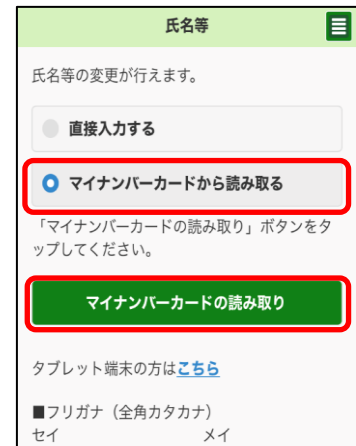 氏名等
氏名等の変更が行えます。
直接入力する
マイナンバーカードから読み取る
「マイナンバーカードの読み取り」ボタンをタ
ップしてください。
マイナンバーカードの読み取り
タブレット端末の方はこちら
■フリガナ（全角カタカナ）
セイ メイ